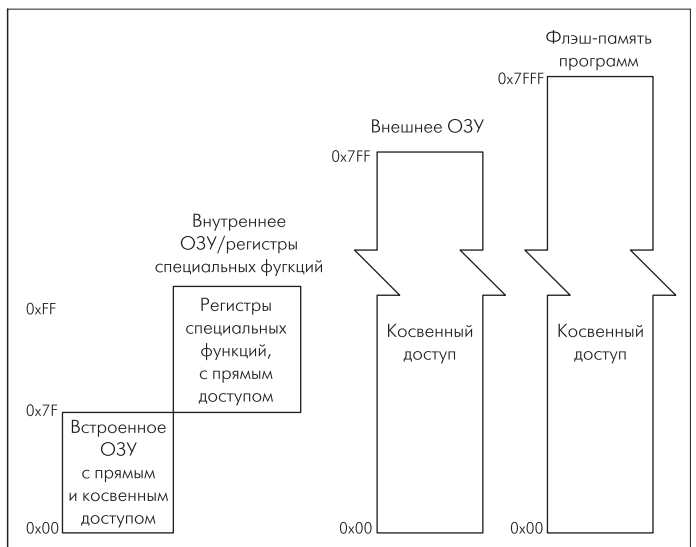 Флэш-память
программ
0x7FFF
Внешнее ОЗУ
0x7FF
Внутреннее
ОЗУ/регистры
специальных фугкций
0xFF
Регистры
специальных
функций,
с прямым
доступом
Косвенный
доступ
Косвенный
доступ
0x7F
Встроенное
ОЗУ
с прямым
и косвенным
доступом
0x00
0x00
0x00